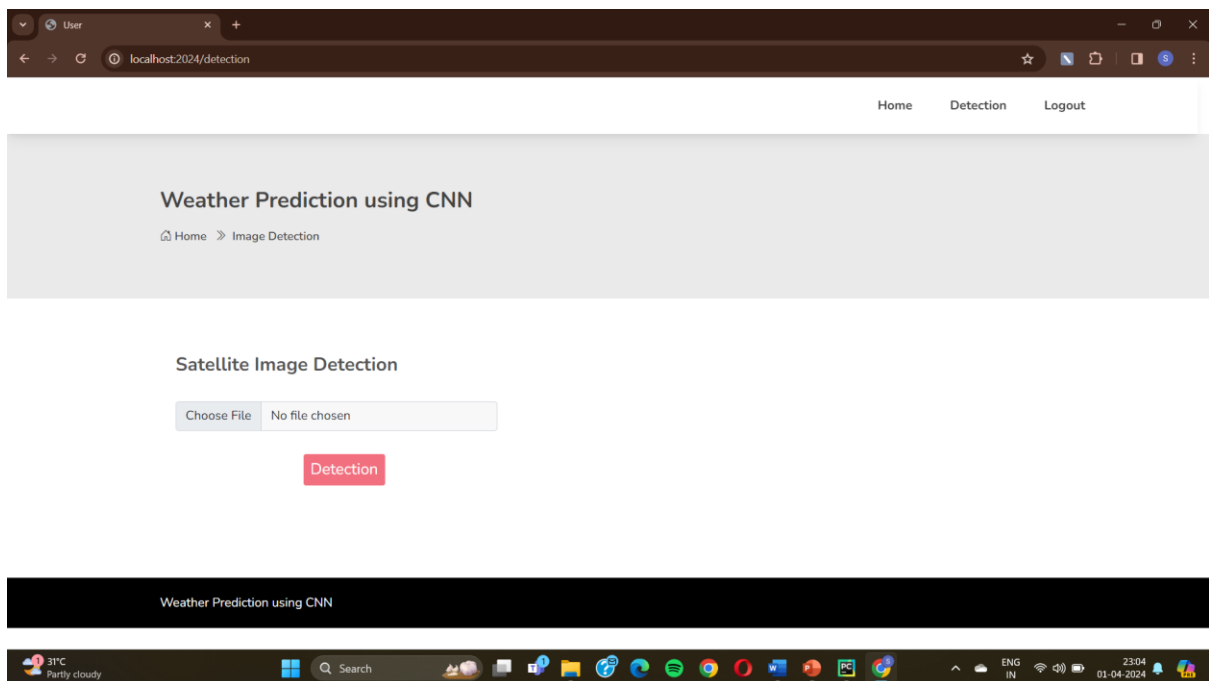 User
localhost:2024/detection
S
Home Detection Logout
Weather Prediction using CNN
Home Image Detection
Satellite Image Detection
Choose File No file chosen
Detection
Weather Prediction using CNN
1
31°C
Partly cloudy
Search
ENG
IN
23:04
01-04-2024